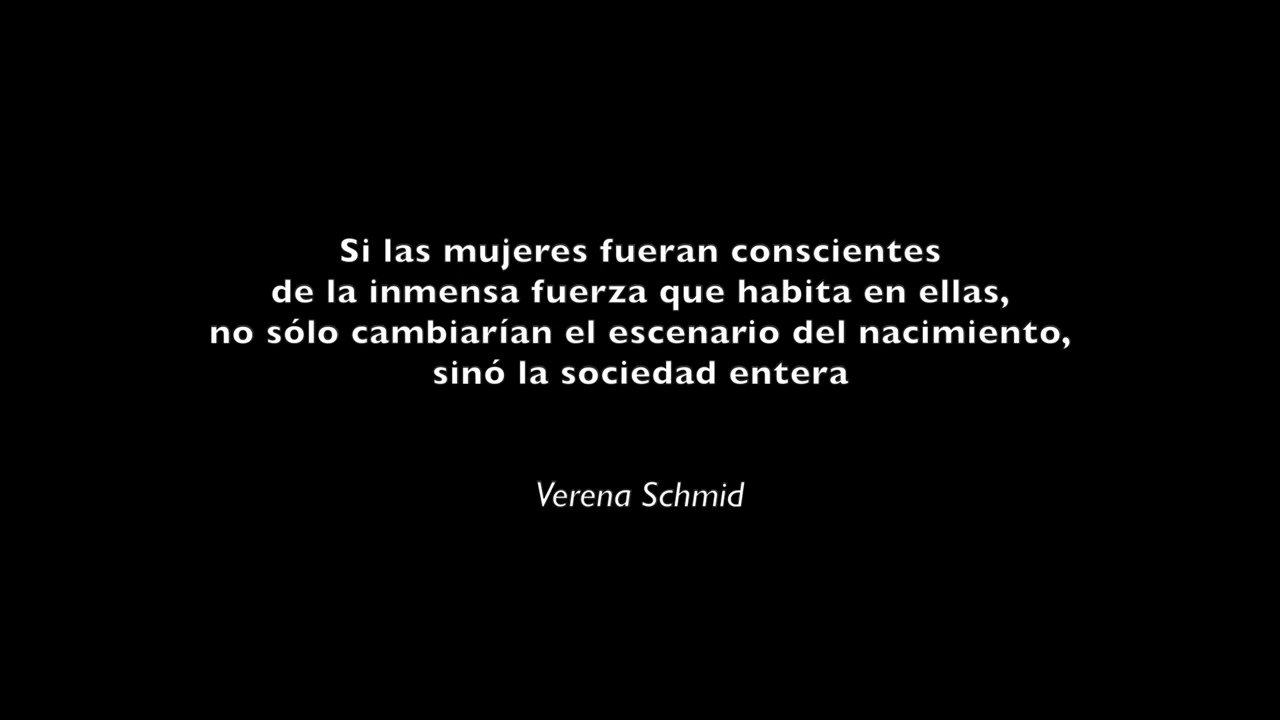 Si las mujeres fueran conscientes
de la inmensa fuerza que habita en ellas,
no sólo cambiarían el escenario del nacimiento,
sinó la sociedad entera
Verena Schmid